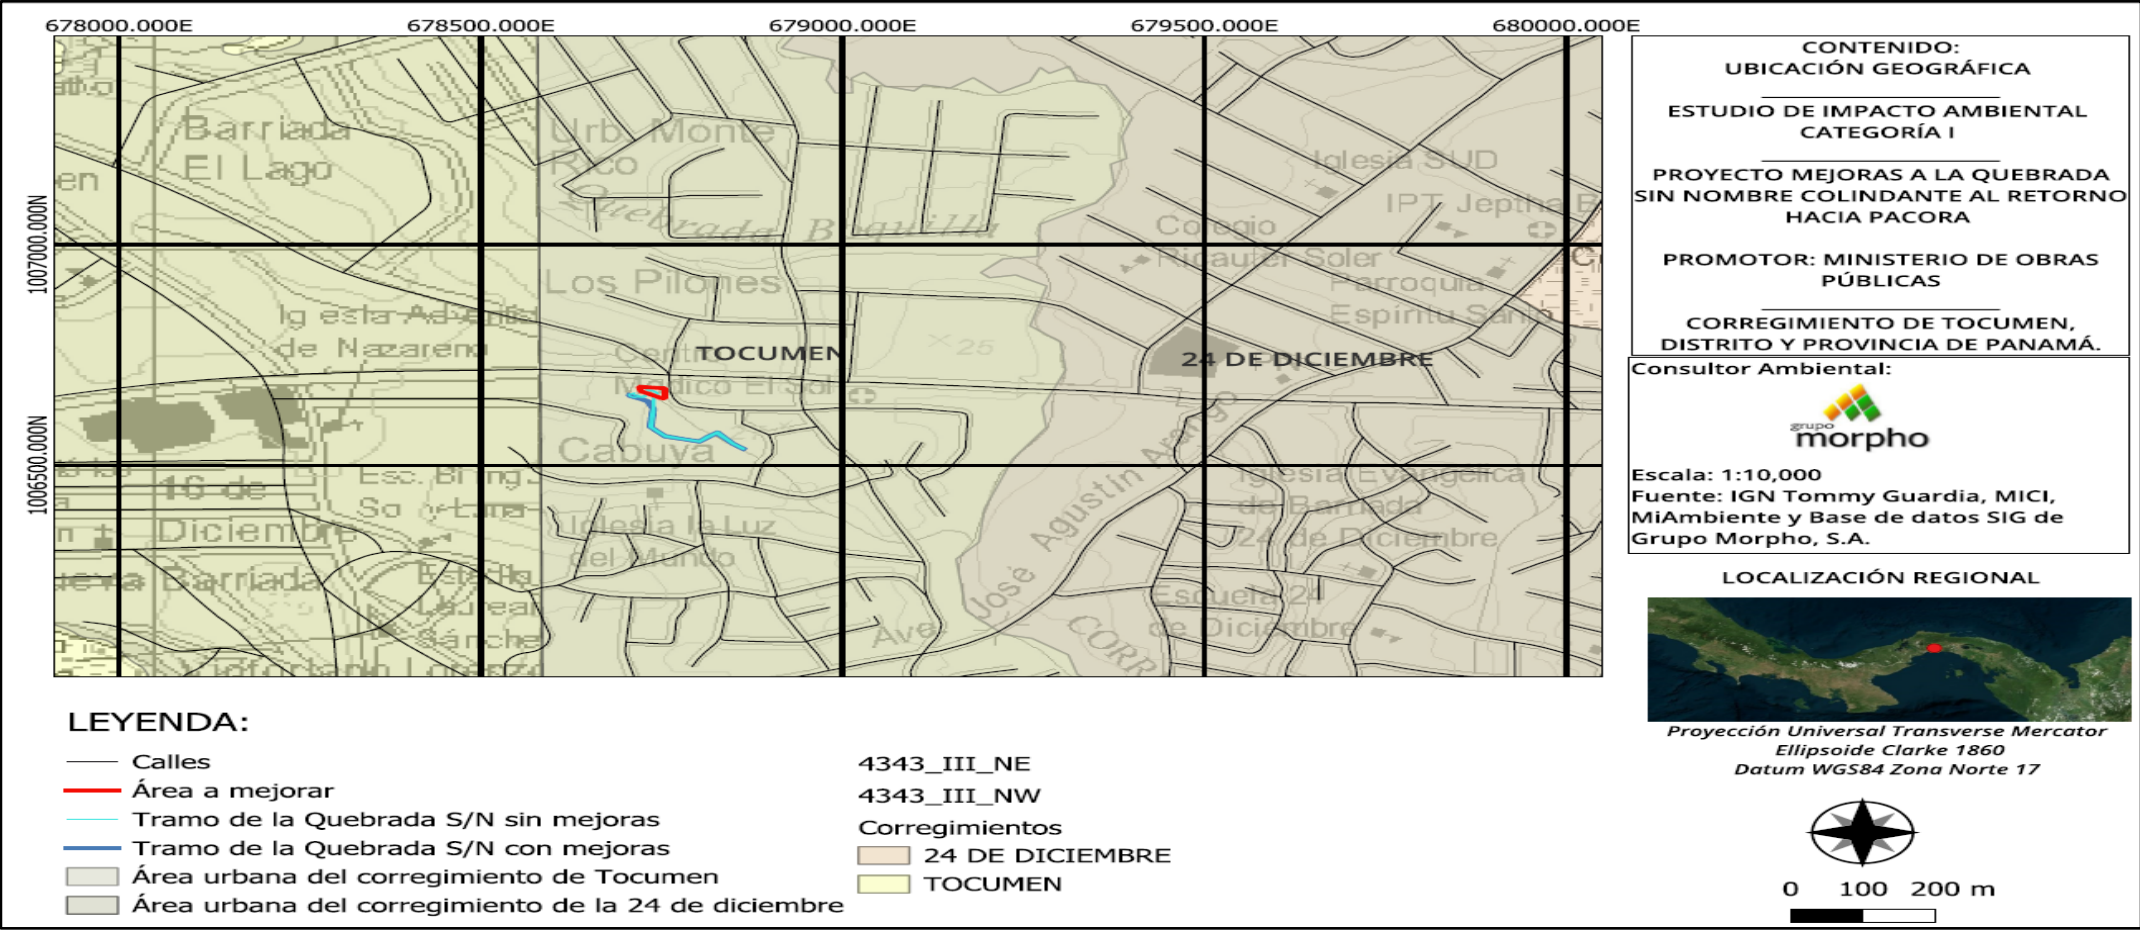 678000.000E 678500.000E 679000.000E 679500.000E 680000.000E
1007000.000N
1006500.000N
Barriada
El Lago
Urb. Monte
Rico
Quebrada Boquilla
Iglesia SUD
IPT Jeptha B
Colegio
Ricauter Soler
Parroquia
Espíritu Santo
Los Pilones
de Nazareno
Centro
Médico El Sol
TOCUMEN
25
24 DE DICIEMBRE
Cabuya
16 de
Diciembre
Iglesia la Luz
del Mundo
Iglesia Evangélica
de Barriada
24 de Diciembre
Escuela 24
de Diciembre
Ave José Agustín Arango
CORR
Barriada
CONTENIDO:
UBICACIÓN GEOGRÁFICA
ESTUDIO DE IMPACTO AMBIENTAL
CATEGORÍA I
PROYECTO MEJORAS A LA QUEBRADA
SIN NOMBRE COLINDANTE AL RETORNO
HACIA PACORA
PROMOTOR: MINISTERIO DE OBRAS
PÚBLICAS
CORREGIMIENTO DE TOCUMEN,
DISTRITO Y PROVINCIA DE PANAMÁ.
Consultor Ambiental:
grupo
morpho
Escala: 1:10,000
Fuente: IGN Tommy Guardia, MICI,
MiAmbiente y Base de datos SIG de
Grupo Morpho, S.A.
LOCALIZACIÓN REGIONAL
Proyección Universal Transverse Mercator
Ellipsoide Clarke 1860
Datum WGS84 Zona Norte 17
0 100 200 m
LEYENDA:
Calles
Área a mejorar
Tramo de la Quebrada S/N sin mejoras
Tramo de la Quebrada S/N con mejoras
Área urbana del corregimiento de Tocumen
Área urbana del corregimiento de la 24 de diciembre
4343_III_NE
4343_III_NW
Corregimientos
24 DE DICIEMBRE
TOCUMEN